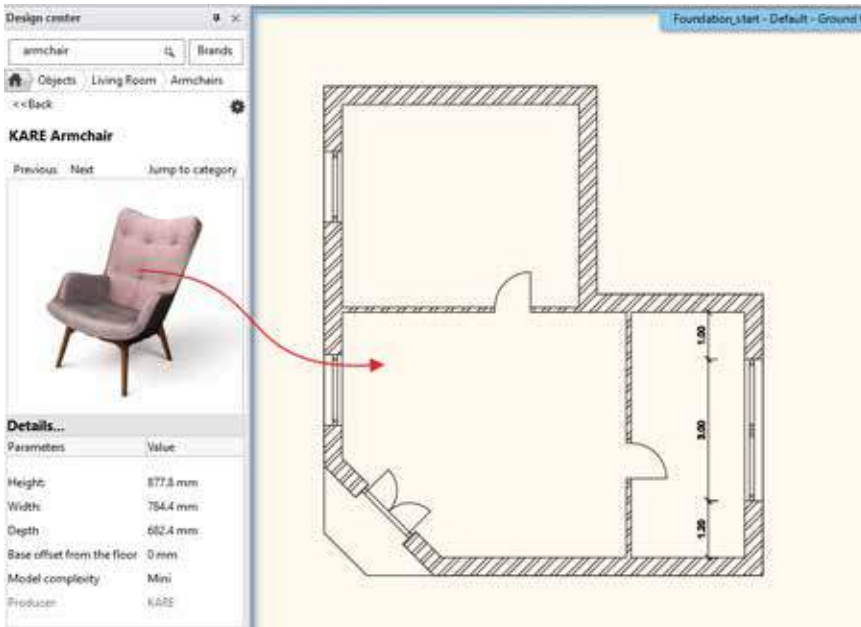 Design center
armchair Brands
Objects Living Room Armchairs
<<Back
KARE Armchair
Previous Next Jump to category
Details...
Parameters Value
Height: 877.8 mm
Width: 784.4 mm
Depth 682.4 mm
Base offset from the floor 0 mm
Model complexity Mini
Producer KARE
Foundation_start - Default - Ground
1.00
3.00
1.20